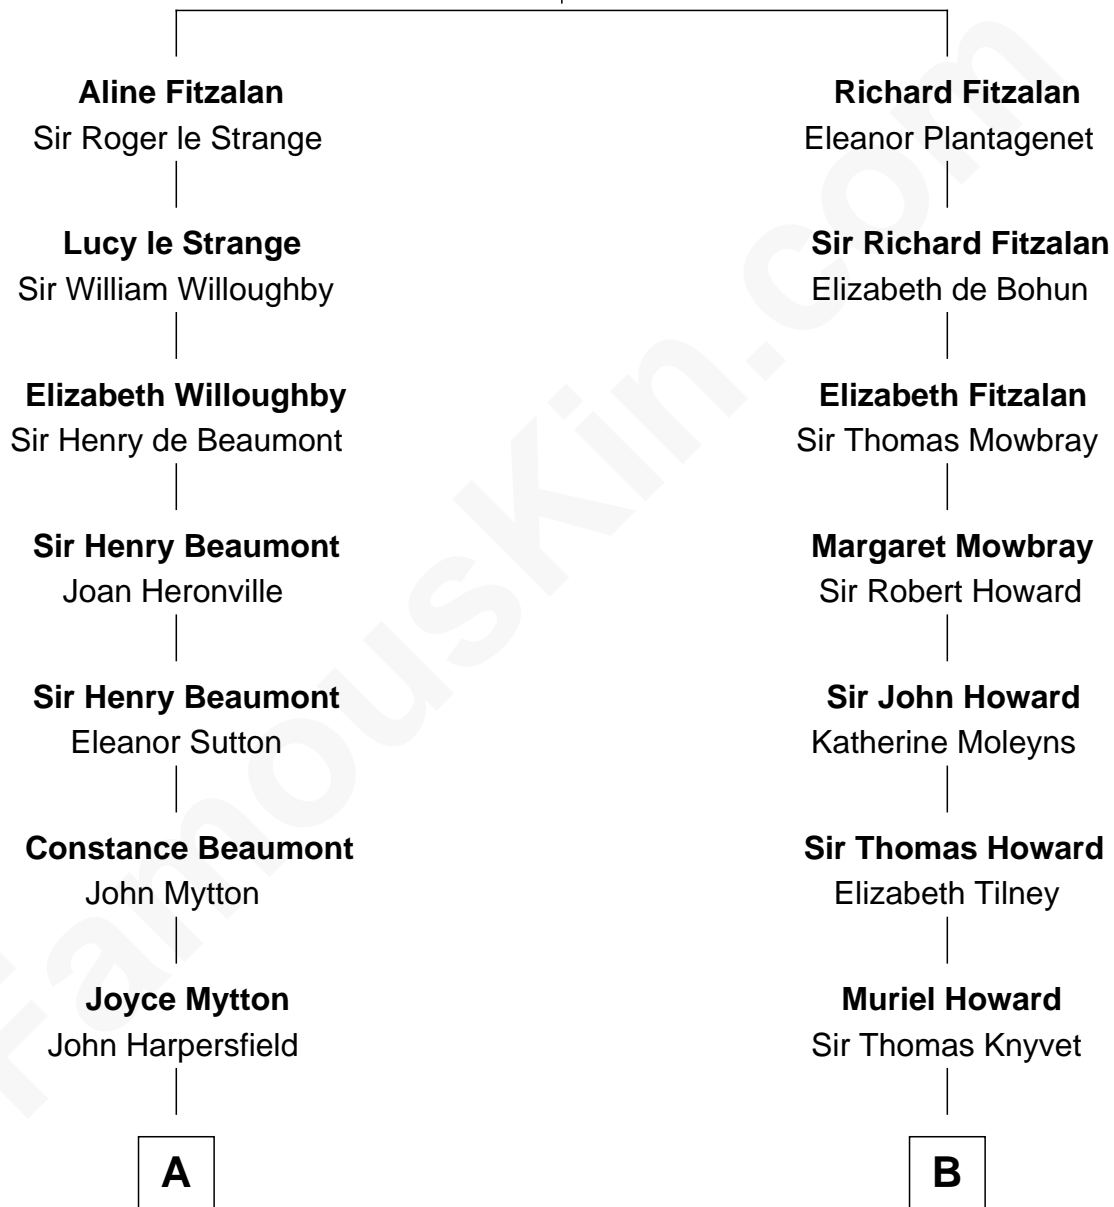 Aline Fitzalan
Sir Roger le Strange
Richard Fitzalan
Eleanor Plantagenet
Lucy le Strange
Sir William Willoughby
Sir Richard Fitzalan
Elizabeth de Bohun
Elizabeth Willoughby
Sir Henry de Beaumont
Elizabeth Fitzalan
Sir Thomas Mowbray
Sir Henry Beaumont
Joan Heronville
Margaret Mowbray
Sir Robert Howard
Sir Henry Beaumont
Eleanor Sutton
Sir John Howard
Katherine Moleyns
Constance Beaumont
John Mytton
Sir Thomas Howard
Elizabeth Tilney
Joyce Mytton
John Harpersfield
Muriel Howard
Sir Thomas Knyvet
A
B
FamousKin.com